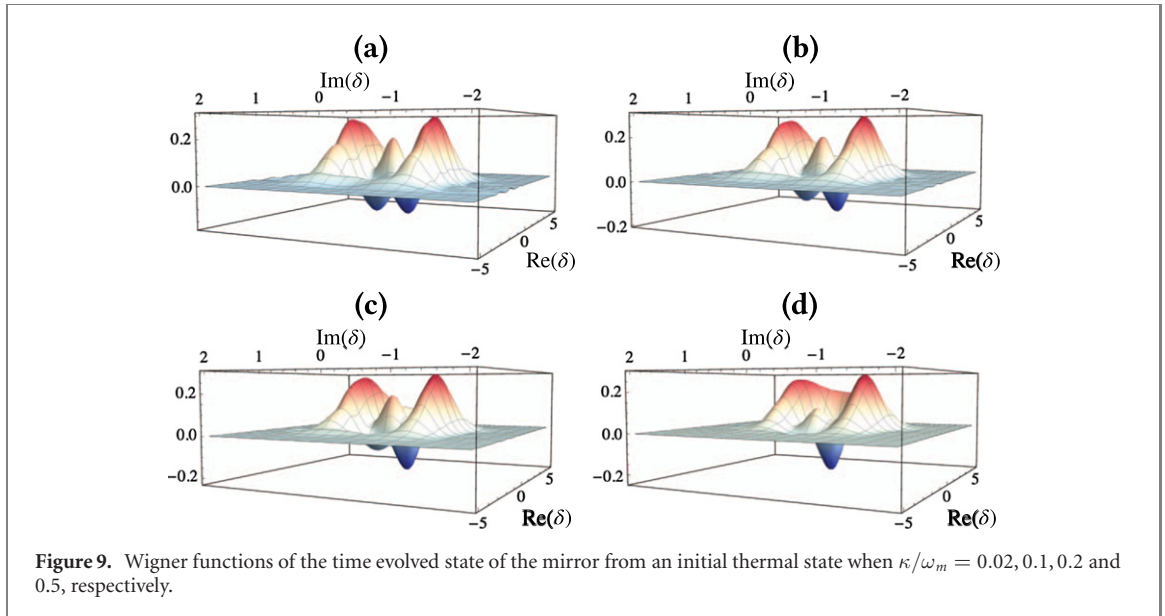 (a) (b)
Im(δ) Im(δ)
2 1 0 −1 −2 2 1 0 −1 −2
0.2 0.2
0.0 0.0
−0.2
5 5
0 0
−5 Re(δ) −5 Re(δ)
(c) (d)
Im(δ) Im(δ)
2 1 0 −1 −2 2 1 0 −1 −2
0.2 0.2
0.0 0.0
−0.2 −0.2
5 5
0 0
−5 Re(δ) −5 Re(δ)
Figure 9. Wigner functions of the time evolved state of the mirror from an initial thermal state when κ/ωₘ = 0.02, 0.1, 0.2 and
0.5, respectively.